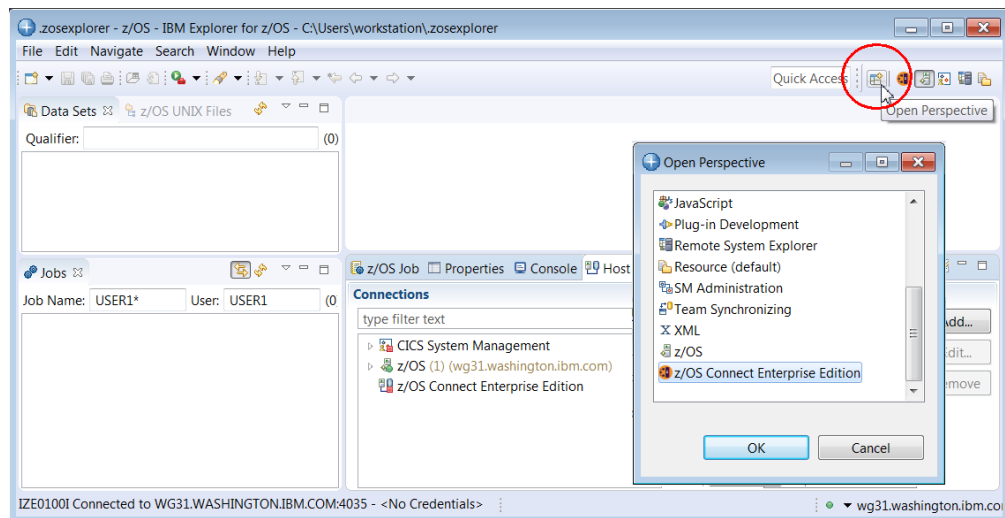 .zosexplorer - z/OS - IBM Explorer for z/OS - C:\Users\workstation\.zosexplorer
File Edit Navigate Search Window Help
Quick Access
Open Perspective
Data Sets z/OS UNIX Files
Qualifier: (0)
Open Perspective
JavaScript
Plug-in Development
Remote System Explorer
Resource (default)
SM Administration
Team Synchronizing
XML
z/OS
z/OS Connect Enterprise Edition
OK Cancel
Jobs
Job Name: USER1* User: USER1 (0
z/OS Job Properties Console Host
Connections
type filter text
CICS System Management
z/OS (1) (wg31.washington.ibm.com)
z/OS Connect Enterprise Edition
IZE0100I Connected to WG31.WASHINGTON.IBM.COM:4035 - <No Credentials>
wg31.washington.ibm.co